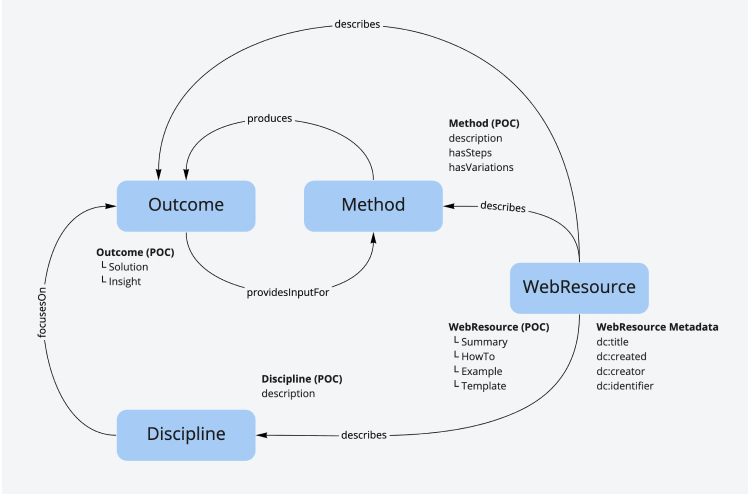 describes
produces
Method (POC)
description
hasSteps
hasVariations
Outcome
Method
describes
Outcome (POC)
└ Solution
└ Insight
providesInputFor
focusesOn
WebResource
WebResource (POC)
└ Summary
└ HowTo
└ Example
└ Template
WebResource Metadata
dc:title
dc:created
dc:creator
dc:identifier
Discipline (POC)
description
Discipline
describes